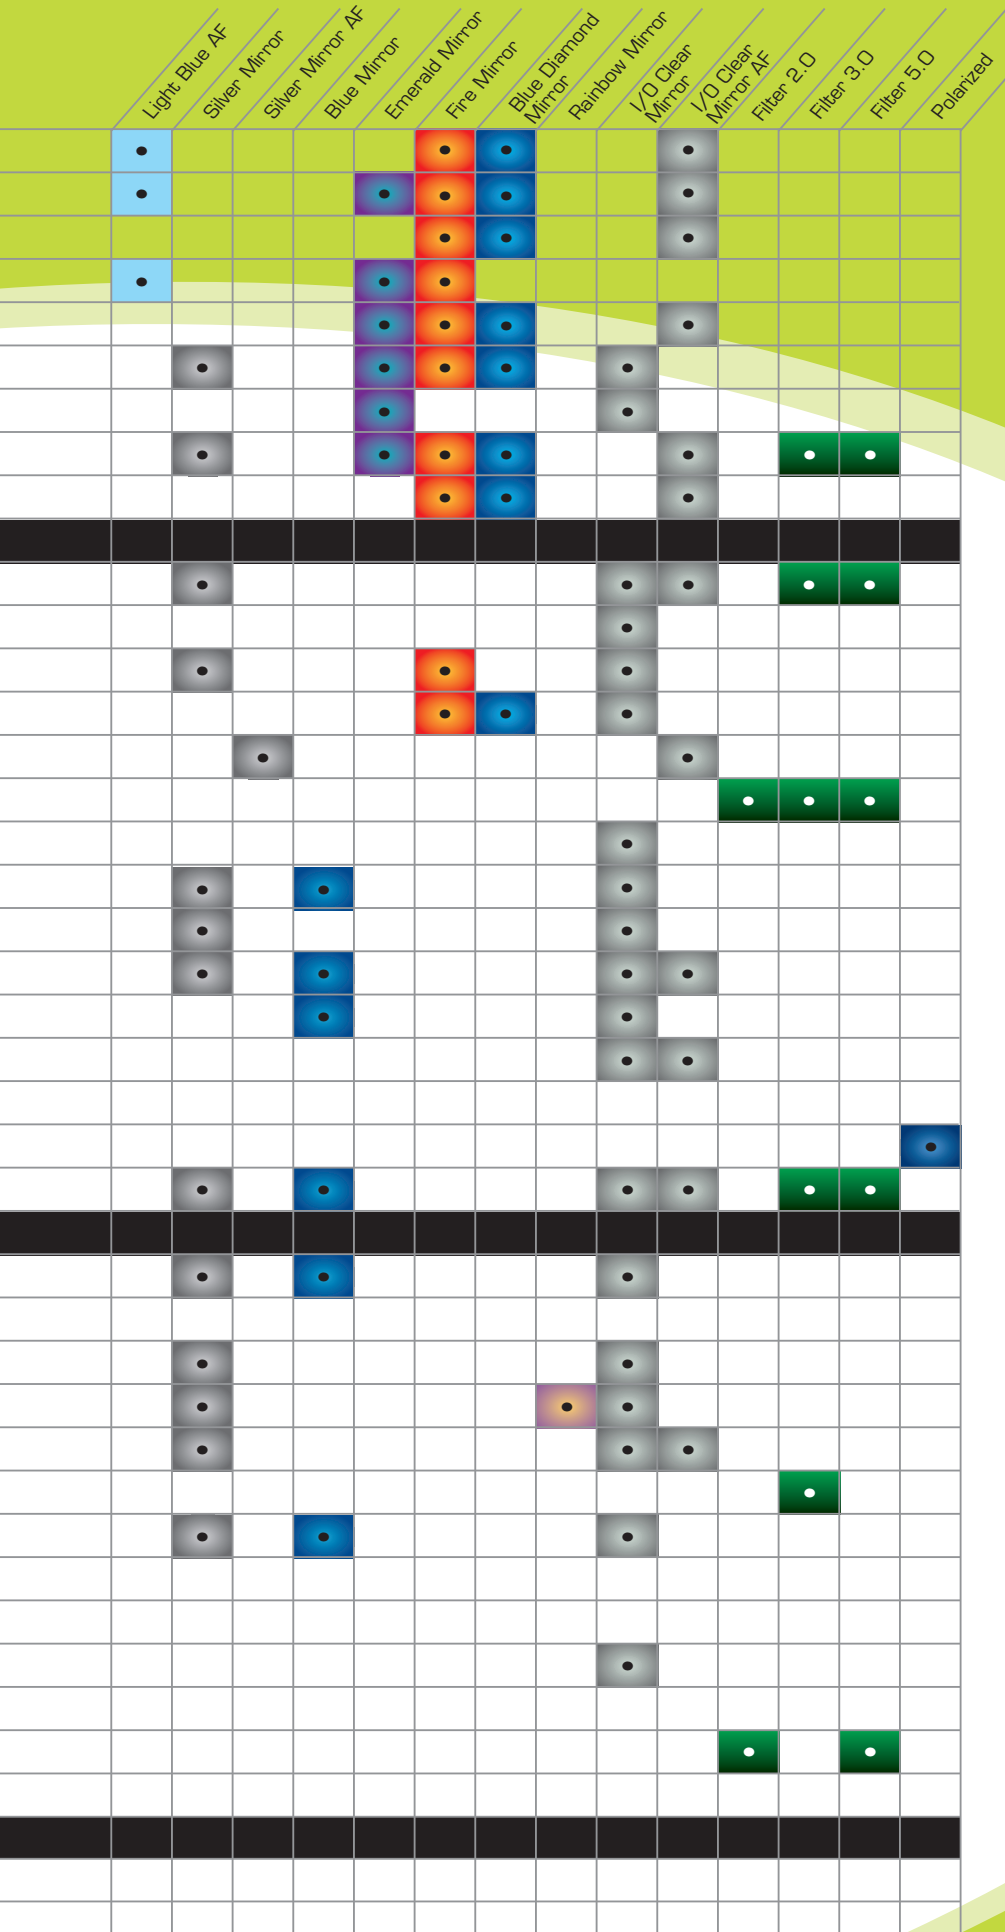 Light Blue AF
Silver Mirror
Silver Mirror AF
Blue Mirror
Emerald Mirror
Fire Mirror
Blue Diamond
Mirror
Rainbow Mirror
I/O Clear
Mirror
I/O Clear
Mirror AF
Filter 2.0
Filter 3.0
Filter 5.0
Polarized